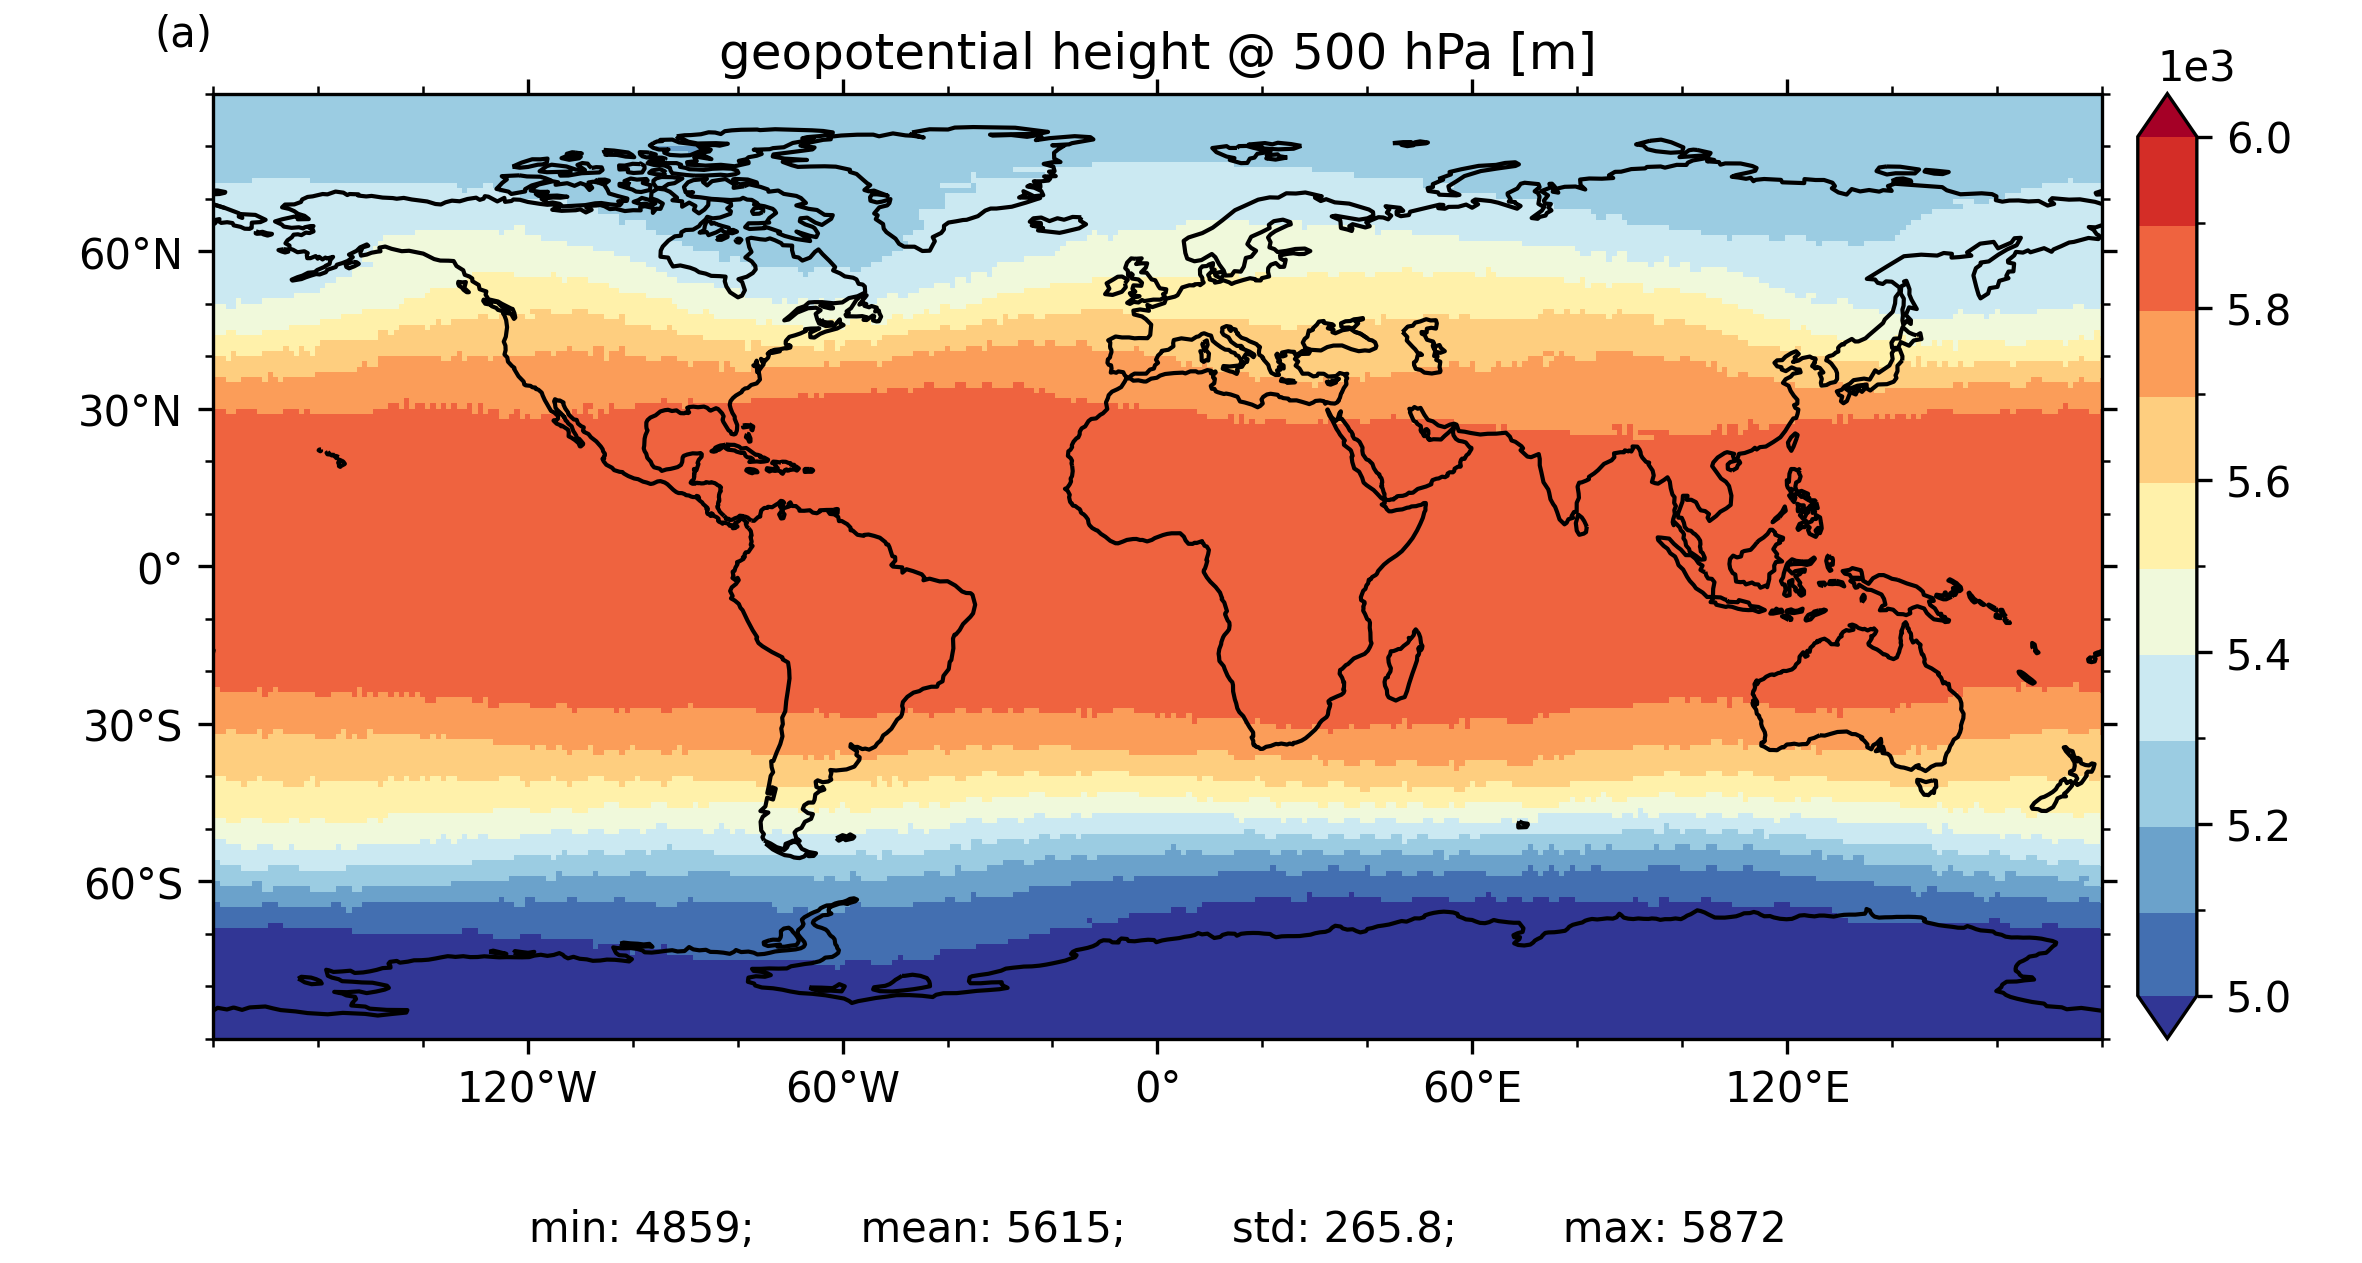 (a)
geopotential height @ 500 hPa [m]
1e3
6.0
5.8
5.6
5.4
5.2
5.0
60°N
30°N
0°
30°S
60°S
120°W 60°W 0° 60°E 120°E
min: 4859; mean: 5615; std: 265.8; max: 5872